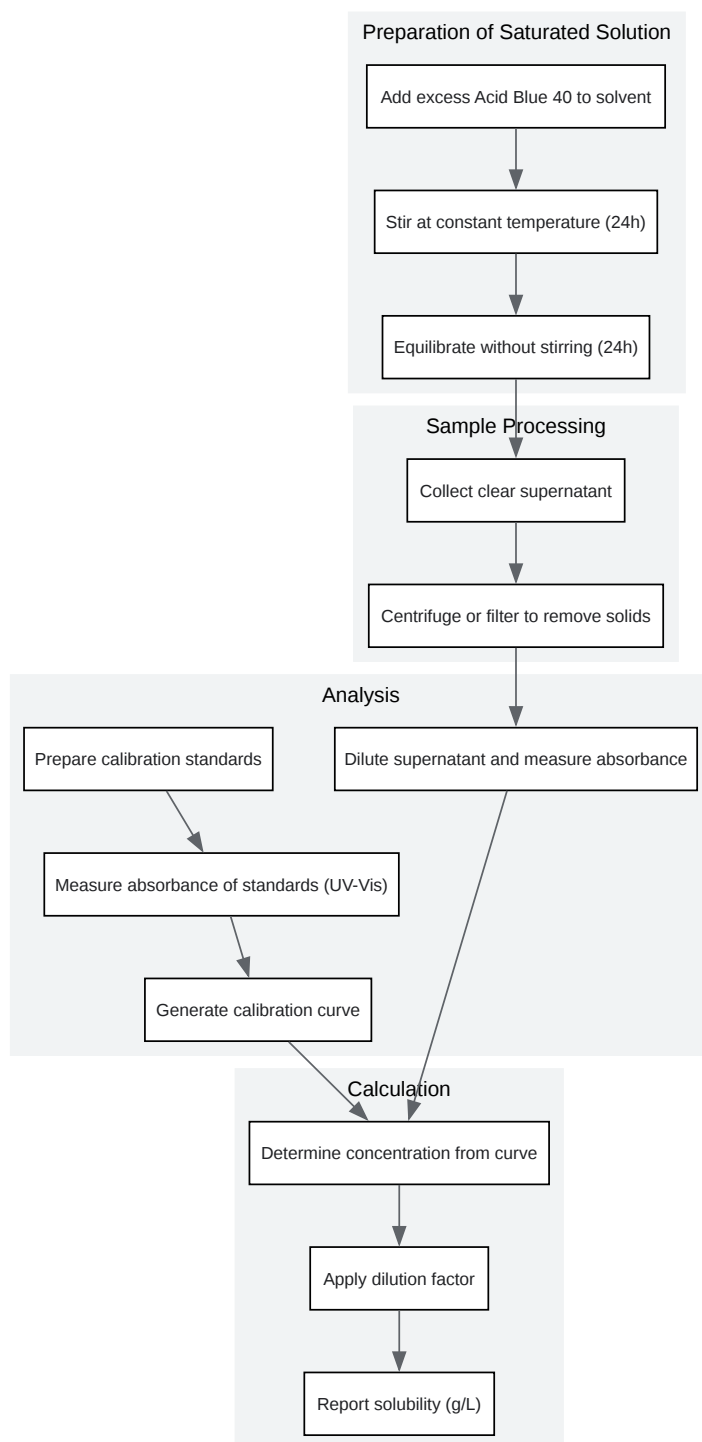 Preparation of Saturated Solution
Add excess Acid Blue 40 to solvent
Stir at constant temperature (24h)
Equilibrate without stirring (24h)
Sample Processing
Collect clear supernatant
Centrifuge or filter to remove solids
Analysis
Prepare calibration standards
Dilute supernatant and measure absorbance
Measure absorbance of standards (UV-Vis)
Generate calibration curve
Calculation
Determine concentration from curve
Apply dilution factor
Report solubility (g/L)